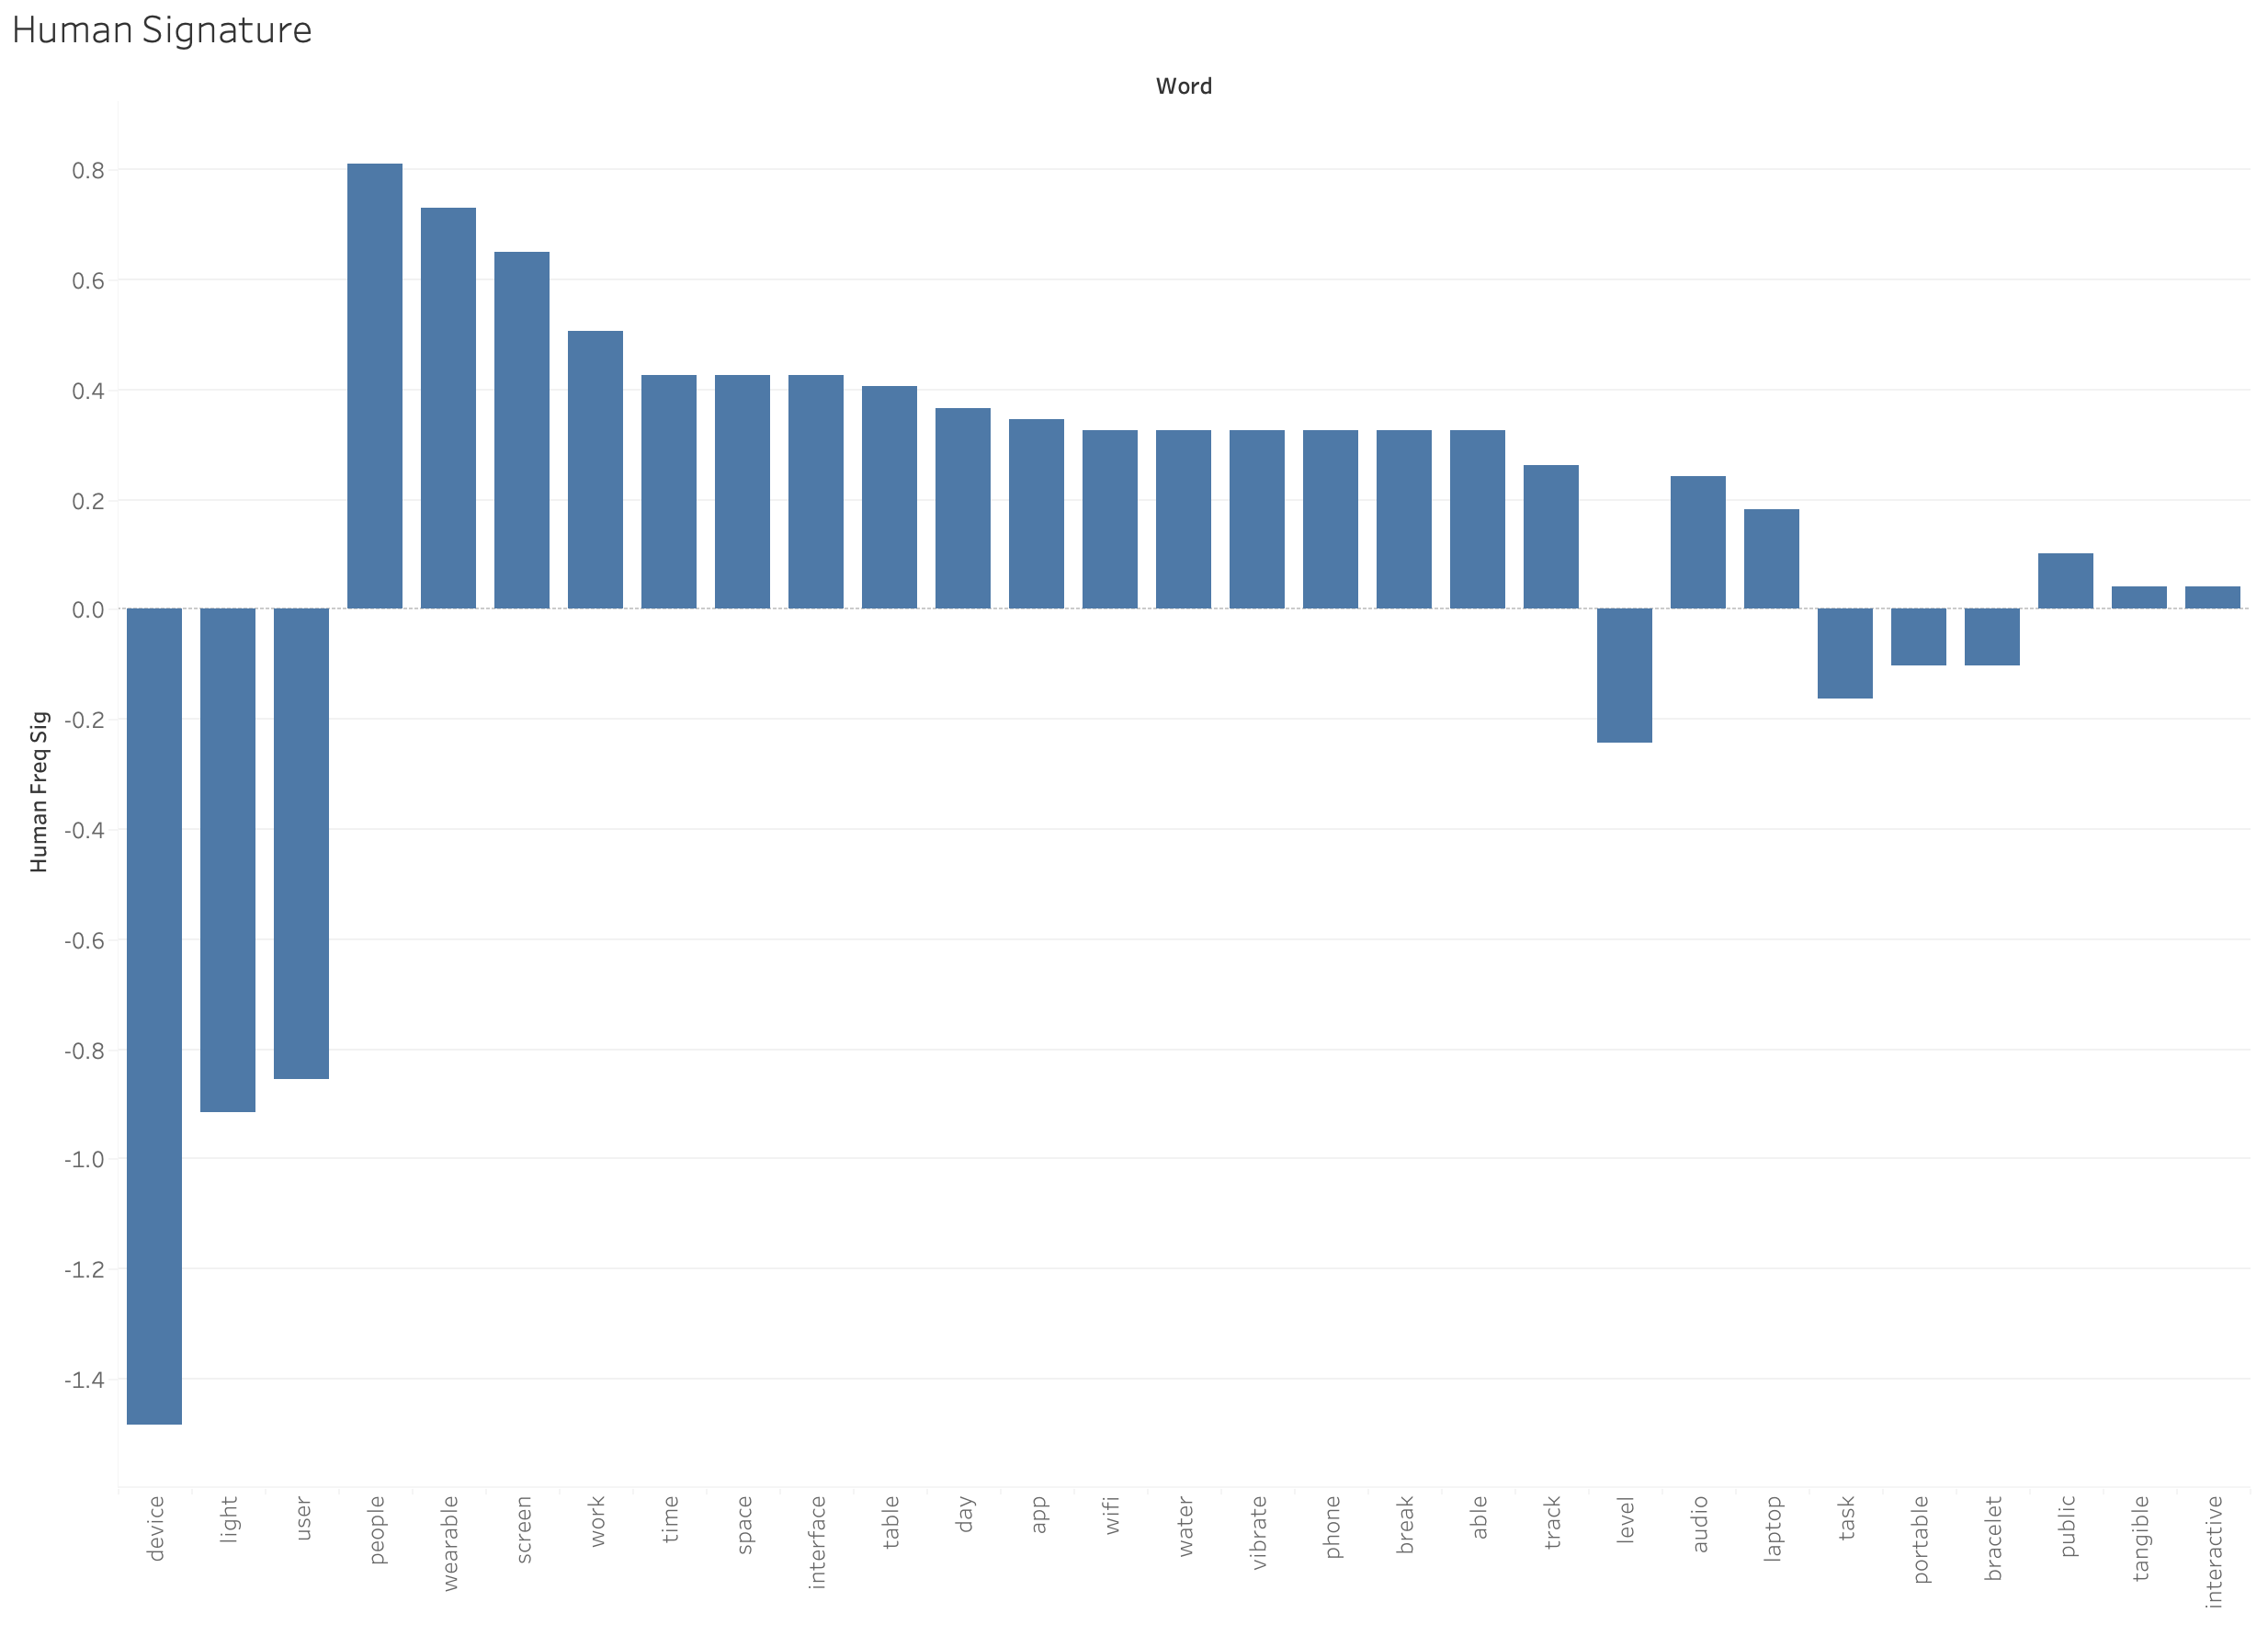 Human Signature
Word
Human Freq Sig
0.8
0.6
0.4
0.2
0.0
-0.2
-0.4
-0.6
-0.8
-1.0
-1.2
-1.4
device
light
user
people
wearable
screen
work
time
space
interface
table
day
app
wifi
water
vibrate
phone
break
able
track
level
audio
laptop
task
portable
bracelet
public
tangible
interactive